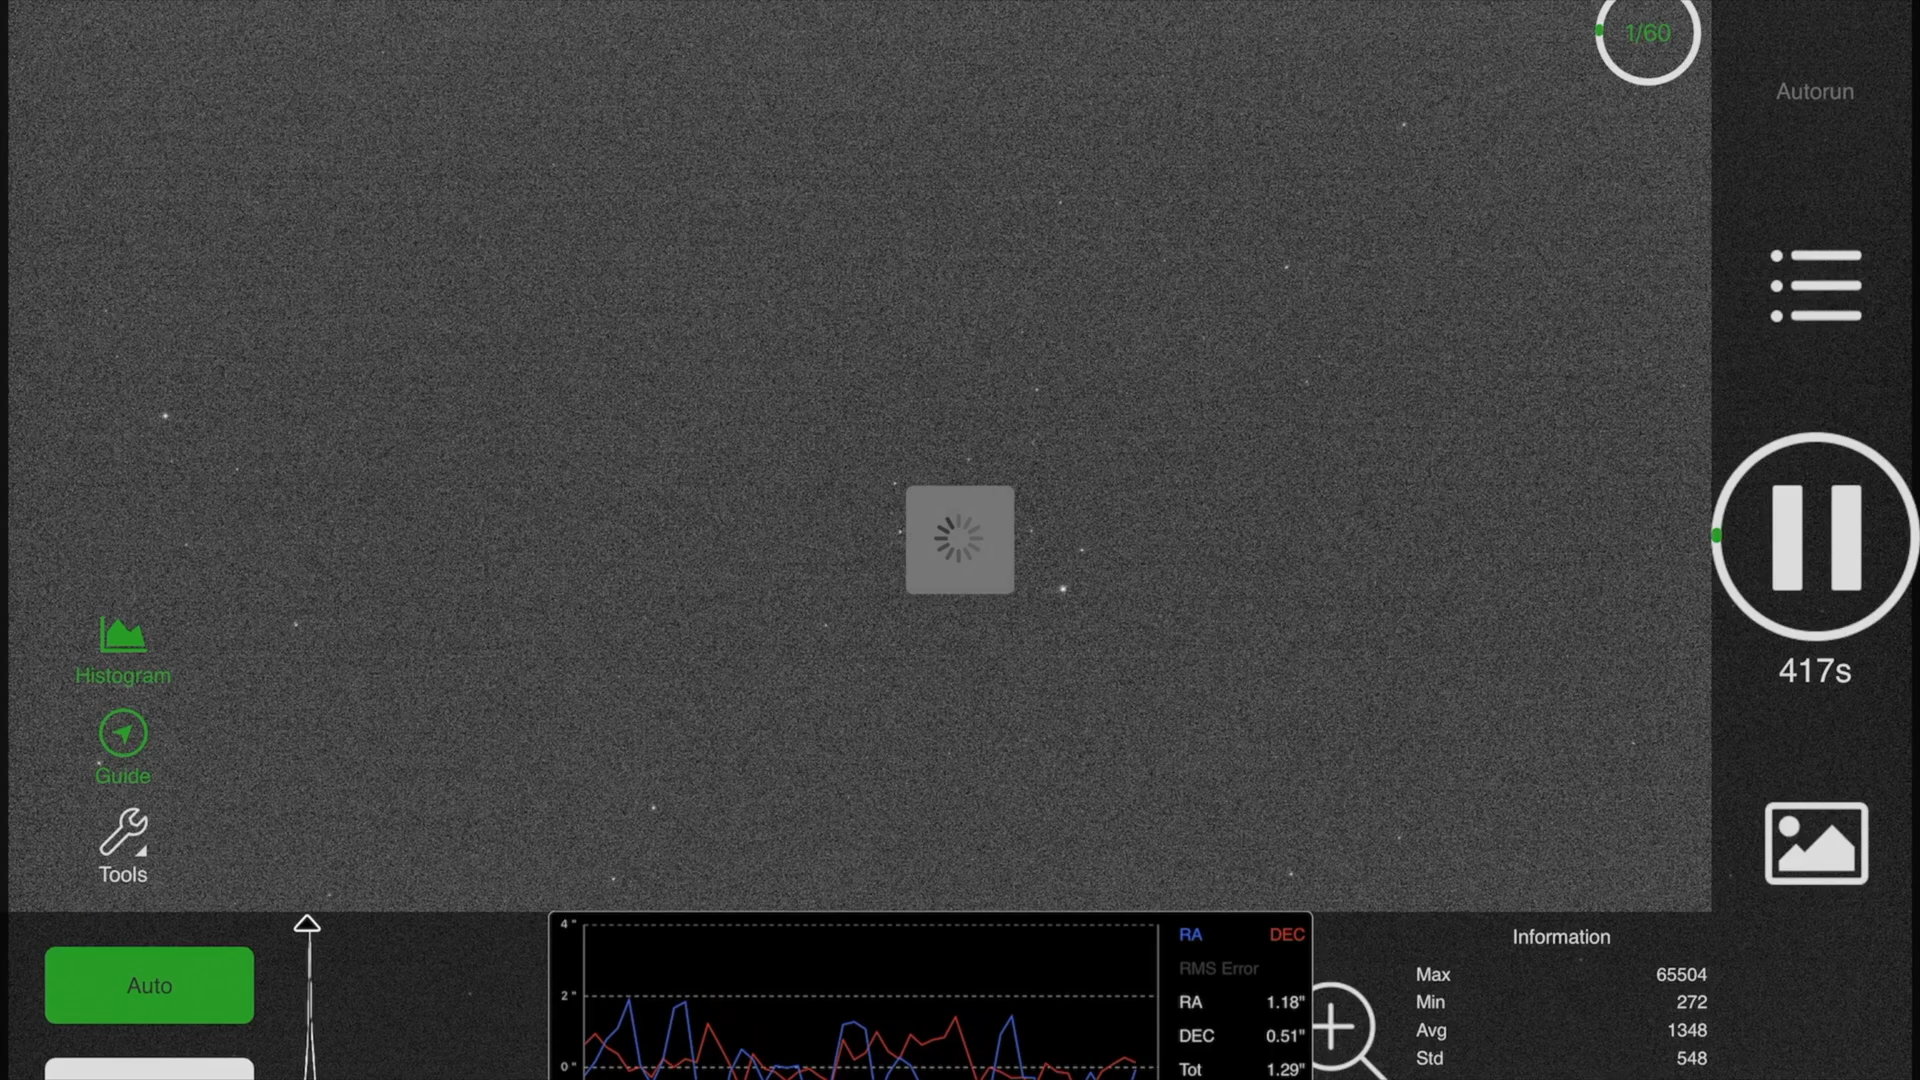 1/60
Autorun
417s
Histogram
Guide
Tools
Auto
4"
2"
0"
RA DEC
RMS Error
RA 1.18"
DEC 0.51"
Tot 1.29"
Information
Max 65504
Min 272
Avg 1348
Std 548